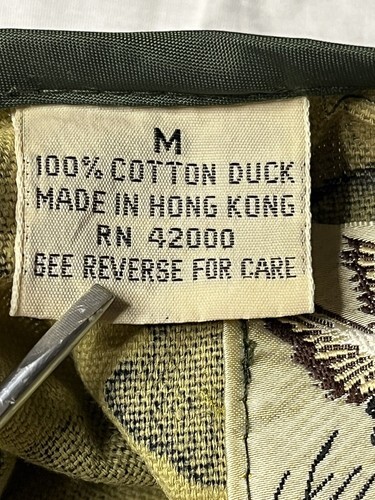 M
100% COTTON DUCK
MADE IN HONG KONG
RN 42000
SEE REVERSE FOR CARE